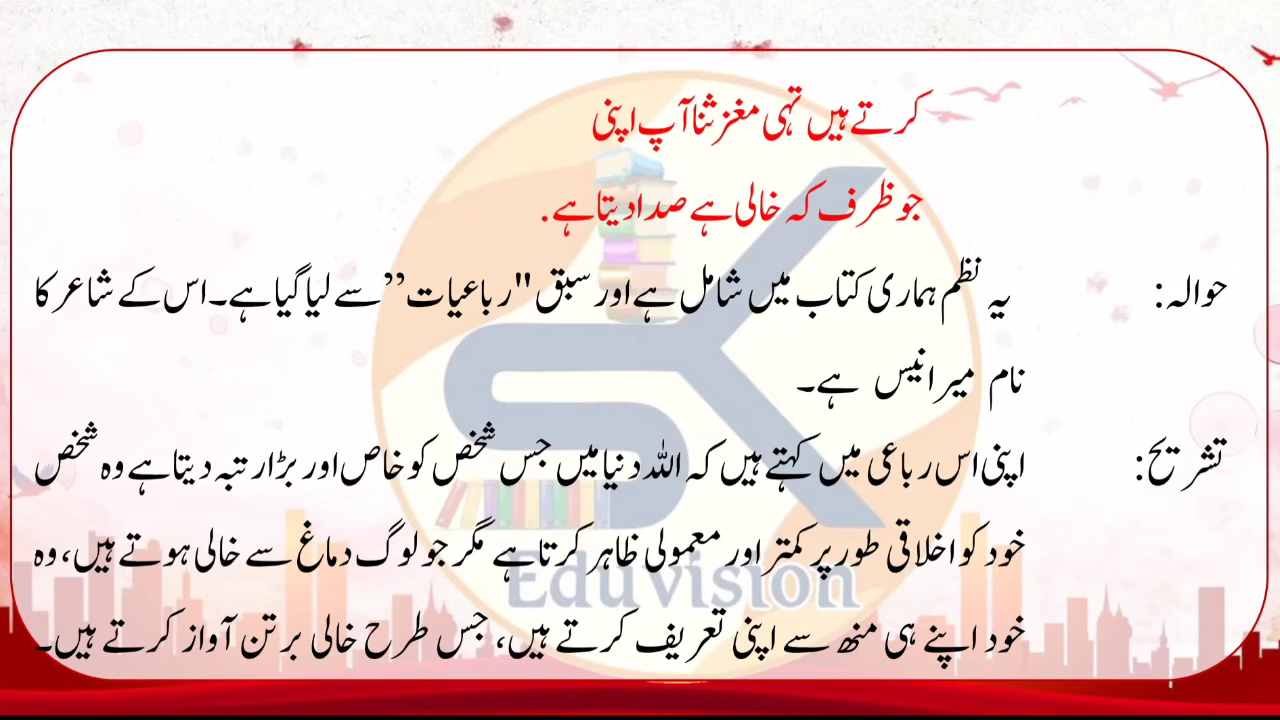 کرتے ہیں تہی مغز ثنا آپ اپنی
جو ظرف کہ خالی ہے صدا دیتا ہے.
حوالہ: یہ نظم ہماری کتاب میں شامل ہے اور سبق "رباعیات’’ سے لیا گیا ہے۔ اس کے شاعر کا
نام میر انیس ہے۔
تشریح: اپنی اس رباعی میں کہتے ہیں کہ اللہ دنیا میں جس شخص کو خاص اور بڑا رتبہ دیتا ہے وہ شخص
خود کو اخلاقی طور پر کمتر اور معمولی ظاہر کرتا ہے مگر جو لوگ دماغ سے خالی ہوتے ہیں، وہ
خود اپنے ہی منھ سے اپنی تعریف کرتے ہیں، جس طرح خالی برتن آواز کرتے ہیں۔
SK
Eduvision